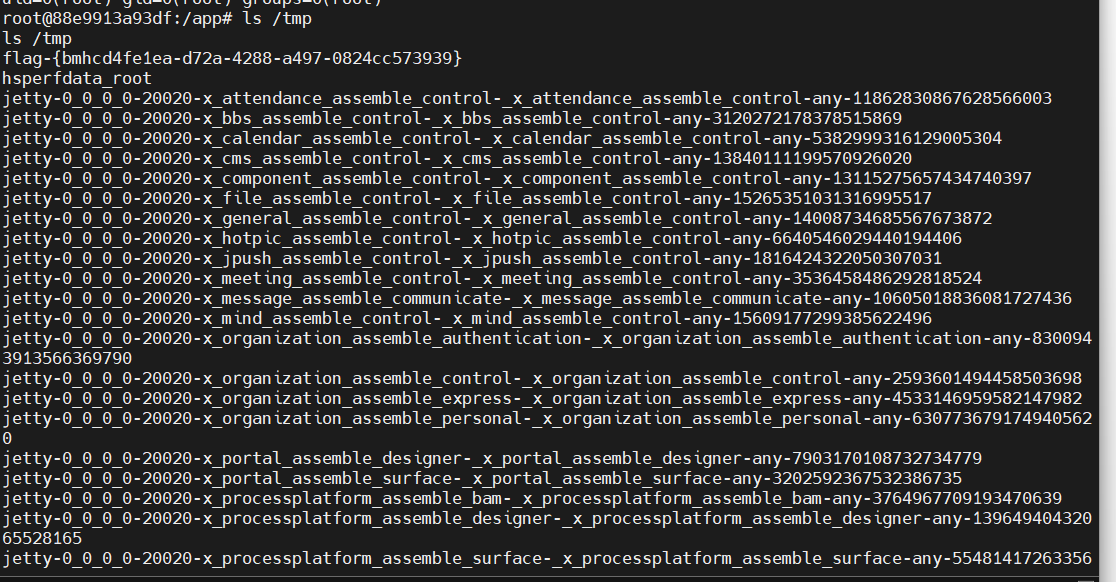 root@88e9913a93df:/app# ls /tmp
ls /tmp
flag-{bmhcd4fe1ea-d72a-4288-a497-0824cc573939}
hsperfdata_root
jetty-0_0_0_0-20020-x_attendance_assemble_control-_x_attendance_assemble_control-any-11862830867628566003
jetty-0_0_0_0-20020-x_bbs_assemble_control-_x_bbs_assemble_control-any-3120272178378515869
jetty-0_0_0_0-20020-x_calendar_assemble_control-_x_calendar_assemble_control-any-5382999316129005304
jetty-0_0_0_0-20020-x_cms_assemble_control-_x_cms_assemble_control-any-13840111199570926020
jetty-0_0_0_0-20020-x_component_assemble_control-_x_component_assemble_control-any-13115275657434740397
jetty-0_0_0_0-20020-x_file_assemble_control-_x_file_assemble_control-any-15265351031316995517
jetty-0_0_0_0-20020-x_general_assemble_control-_x_general_assemble_control-any-14008734685567673872
jetty-0_0_0_0-20020-x_hotpic_assemble_control-_x_hotpic_assemble_control-any-6640546029440194406
jetty-0_0_0_0-20020-x_jpush_assemble_control-_x_jpush_assemble_control-any-1816424322050307031
jetty-0_0_0_0-20020-x_meeting_assemble_control-_x_meeting_assemble_control-any-3536458486292818524
jetty-0_0_0_0-20020-x_message_assemble_communicate-_x_message_assemble_communicate-any-10605018836081727436
jetty-0_0_0_0-20020-x_mind_assemble_control-_x_mind_assemble_control-any-15609177299385622496
jetty-0_0_0_0-20020-x_organization_assemble_authentication-_x_organization_assemble_authentication-any-830094
3913566369790
jetty-0_0_0_0-20020-x_organization_assemble_control-_x_organization_assemble_control-any-2593601494458503698
jetty-0_0_0_0-20020-x_organization_assemble_express-_x_organization_assemble_express-any-4533146959582147982
jetty-0_0_0_0-20020-x_organization_assemble_personal-_x_organization_assemble_personal-any-630773679174940562
0
jetty-0_0_0_0-20020-x_portal_assemble_designer-_x_portal_assemble_designer-any-7903170108732734779
jetty-0_0_0_0-20020-x_portal_assemble_surface-_x_portal_assemble_surface-any-3202592367532386735
jetty-0_0_0_0-20020-x_processplatform_assemble_bam-_x_processplatform_assemble_bam-any-3764967709193470639
jetty-0_0_0_0-20020-x_processplatform_assemble_designer-_x_processplatform_assemble_designer-any-139649404320
65528165
jetty-0_0_0_0-20020-x_processplatform_assemble_surface-_x_processplatform_assemble_surface-any-55481417263356